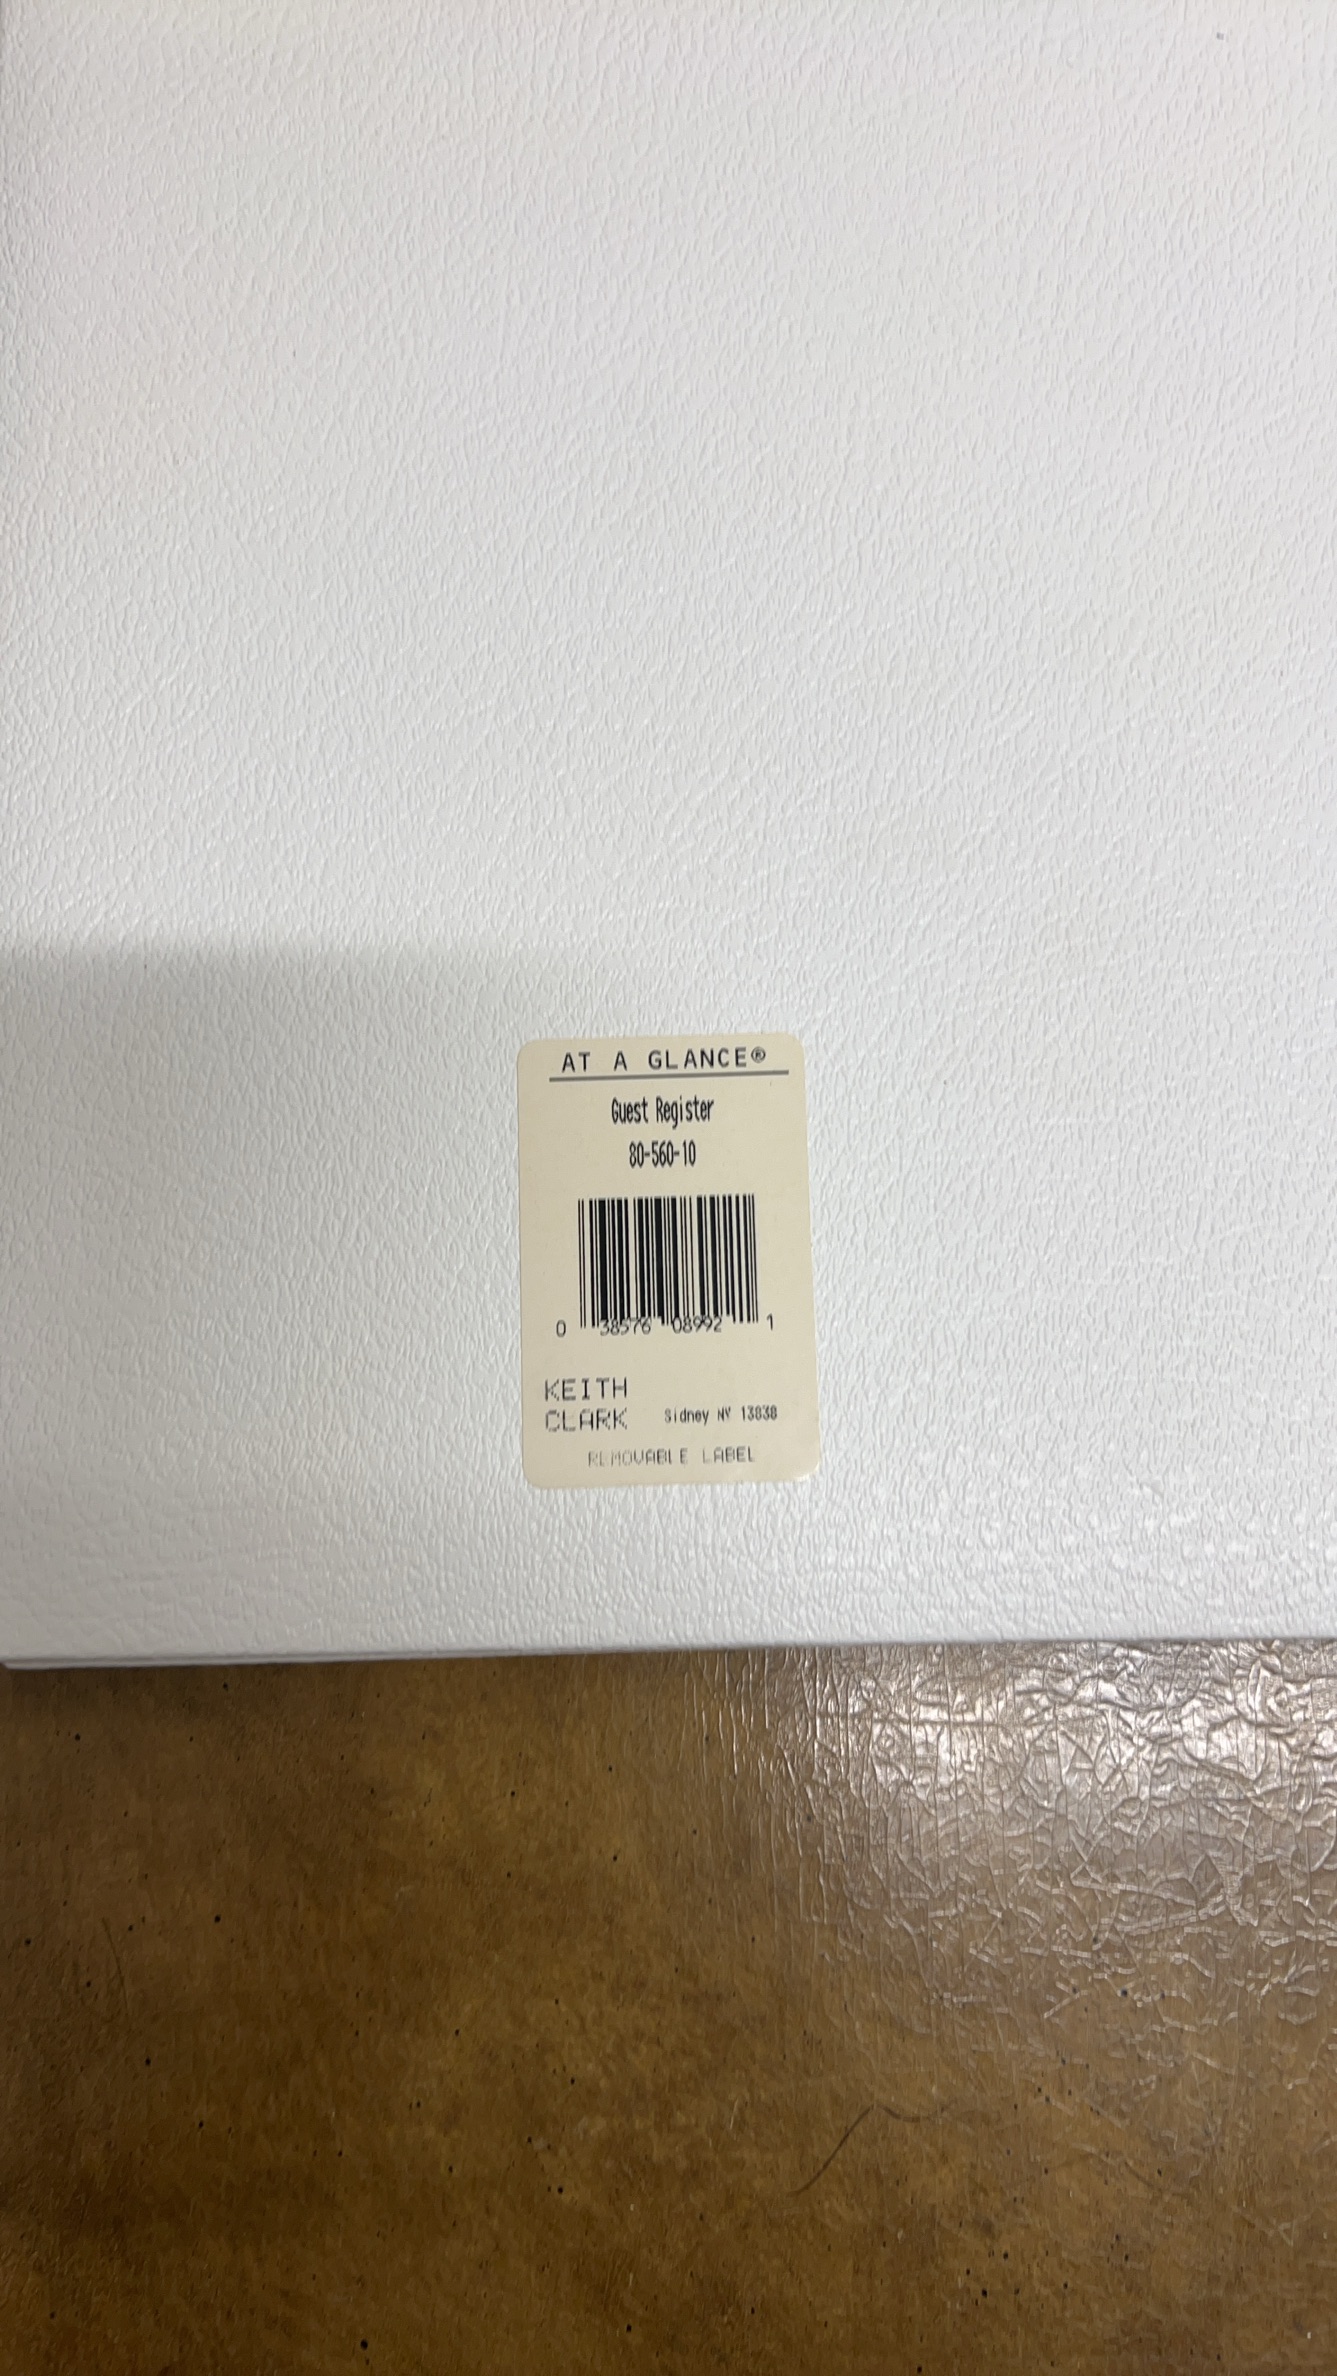 AT A GLANCE®
Guest Register
80-560-10
0 38576 08992 1
KEITH
CLARK Sidney NY 13838
REMOVABLE LABEL